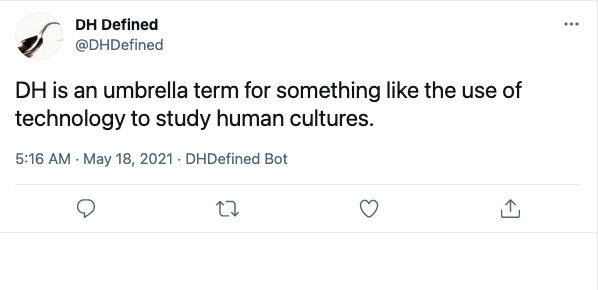 DH Defined
@DHDefined
DH is an umbrella term for something like the use of
technology to study human cultures.
5:16 AM · May 18, 2021 · DHDefined Bot